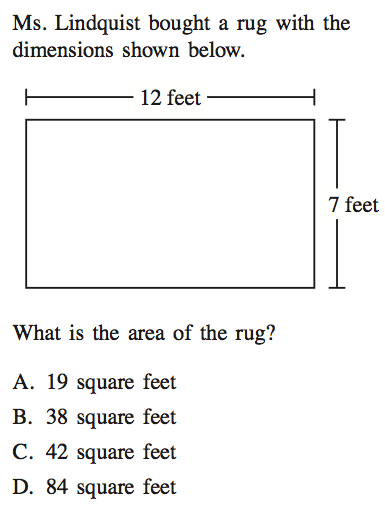 Ms. Lindquist bought a rug with the
dimensions shown below.
12 feet
7 feet
What is the area of the rug?
A. 19 square feet
B. 38 square feet
C. 42 square feet
D. 84 square feet